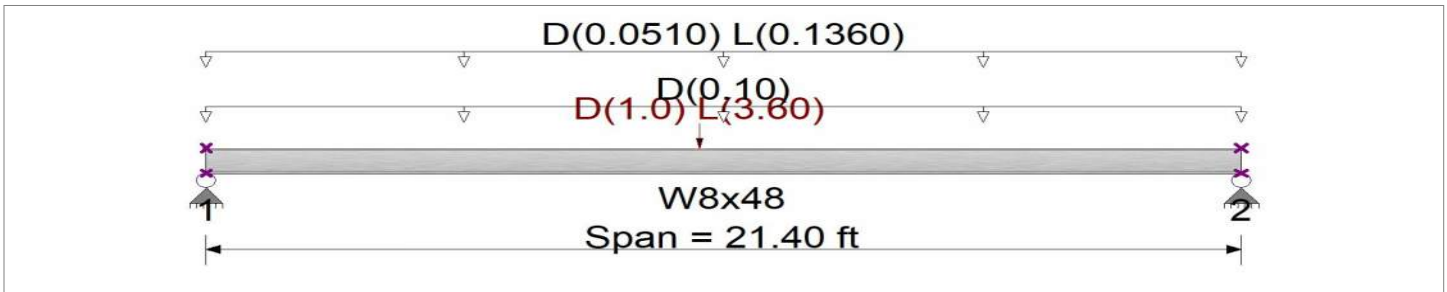 D(0.0510) L(0.1360)
D(0.10)
D(1.0) L(3.60)
W8x48
1
2
Span = 21.40 ft